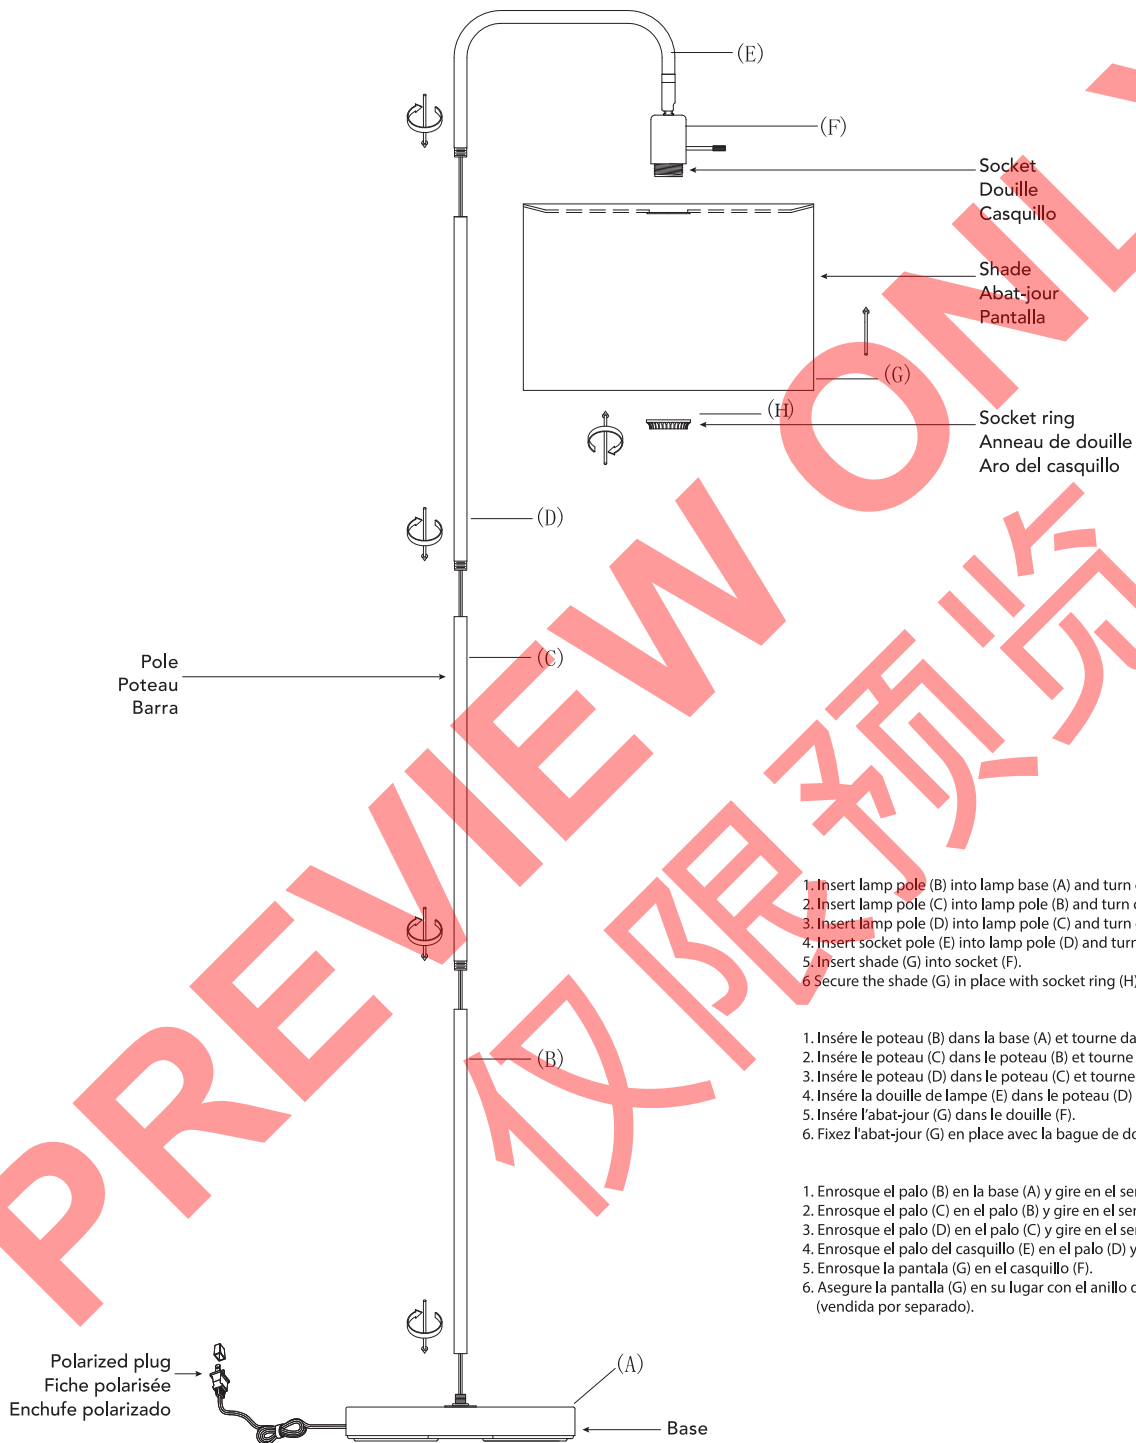 (E)
(F)
Socket
Douille
Casquillo
Shade
Abat-jour
Pantalla
(G)
(H)
Socket ring
Anneau de douille
Aro del casquillo
(D)
(C)
Pole
Poteau
Barra
(B)
1. Insert lamp pole (B) into lamp base (A) and turn
2. Insert lamp pole (C) into lamp pole (B) and turn
3. Insert lamp pole (D) into lamp pole (C) and turn
4. Insert socket pole (E) into lamp pole (D) and turn
5. Insert shade (G) into socket (F).
6 Secure the shade (G) in place with socket ring (H)
1. Insére le poteau (B) dans la base (A) et tourne
2. Insére le poteau (C) dans le poteau (B) et tourne
3. Insére le poteau (D) dans le poteau (C) et tourne
4. Insére la douille de lampe (E) dans le poteau (D)
5. Insére l'abat-jour (G) dans le douille (F).
6. Fixez l'abat-jour (G) en place avec la bague de
1. Enrosque el palo (B) en la base (A) y gire en el
2. Enrosque el palo (C) en el palo (B) y gire en el
3. Enrosque el palo (D) en el palo (C) y gire en el
4. Enrosque el palo del casquillo (E) en el palo (D) y
5. Enrosque la pantala (G) en el casquillo (F).
6. Asegure la pantalla (G) en su lugar con el anillo
(vendida por separado).
Polarized plug
Fiche polarisée
Enchufe polarizado
(A)
Base
PREVIEW ONLY
仅限预览